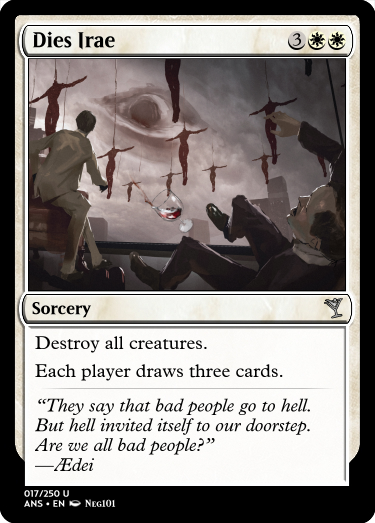 Dies Irae 3
Sorcery
Destroy all creatures.
Each player draws three cards.
“They say that bad people go to hell.
But hell invited itself to our doorstep.
Are we all bad people?”
—Ædei
017/250 U
ANS • EN Neg101